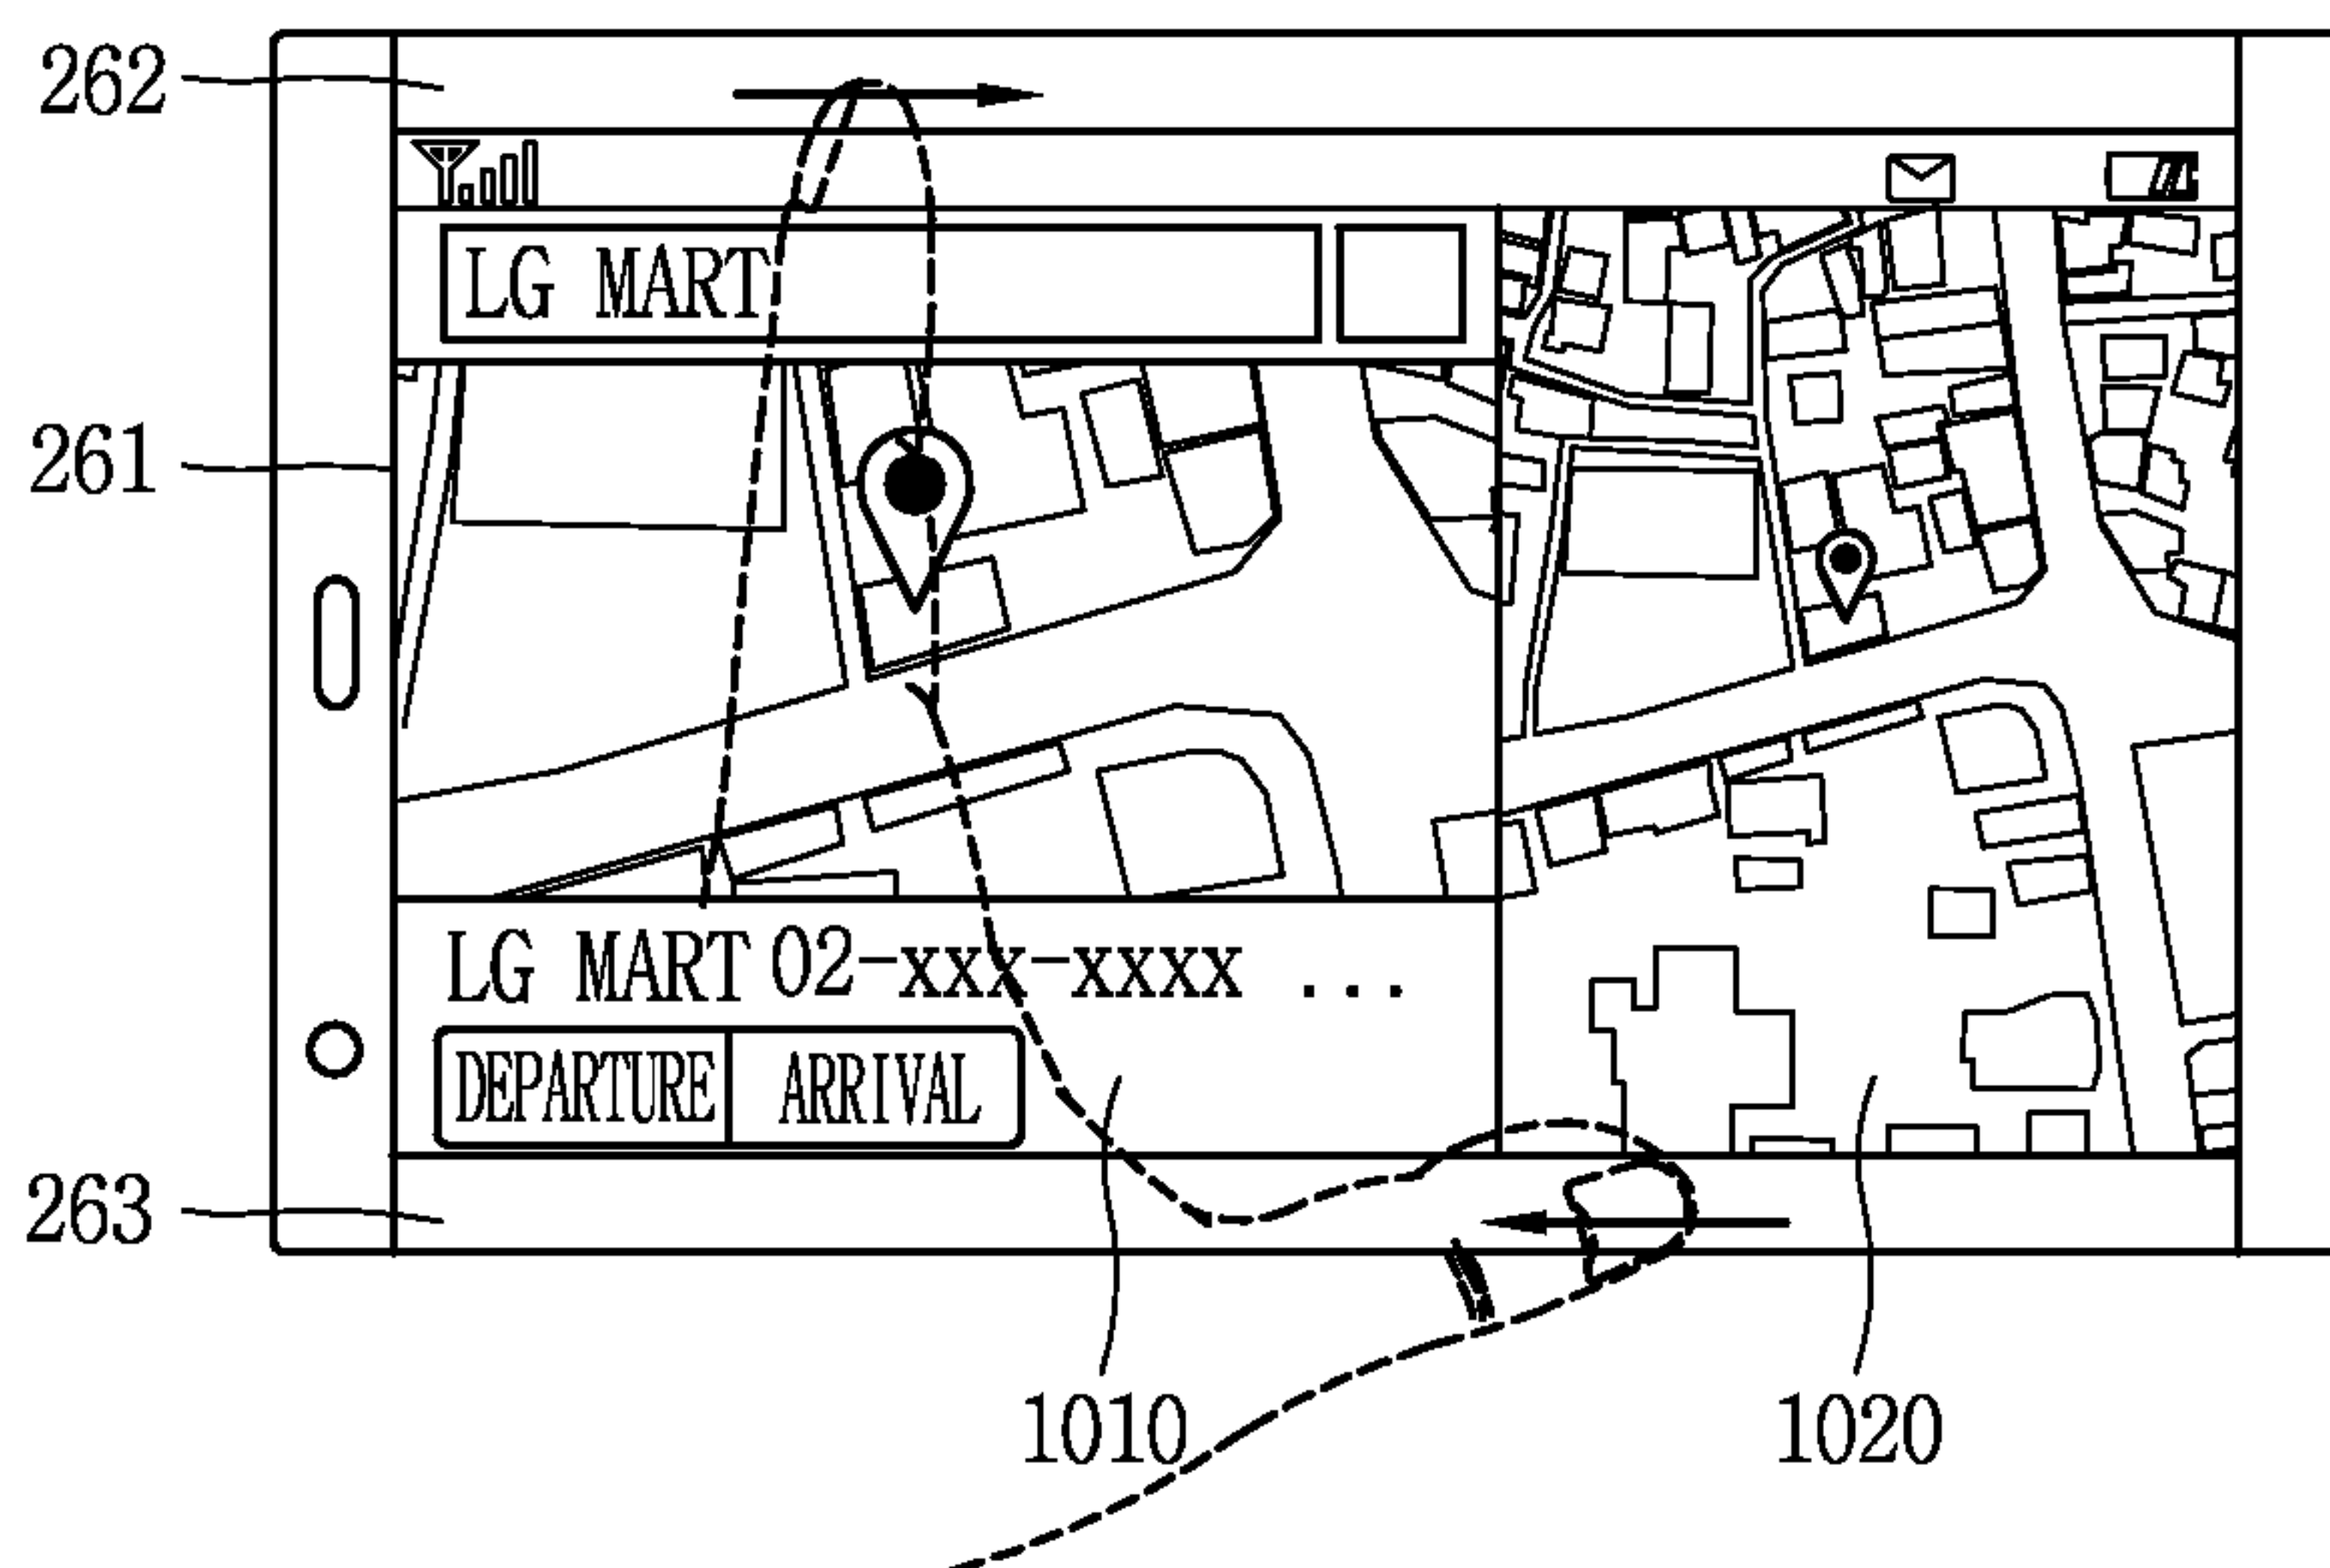 262
LG MART
261
LG MART 02-xxx-xxxx ...
DEPARTURE ARRIVAL
263
1010 1020